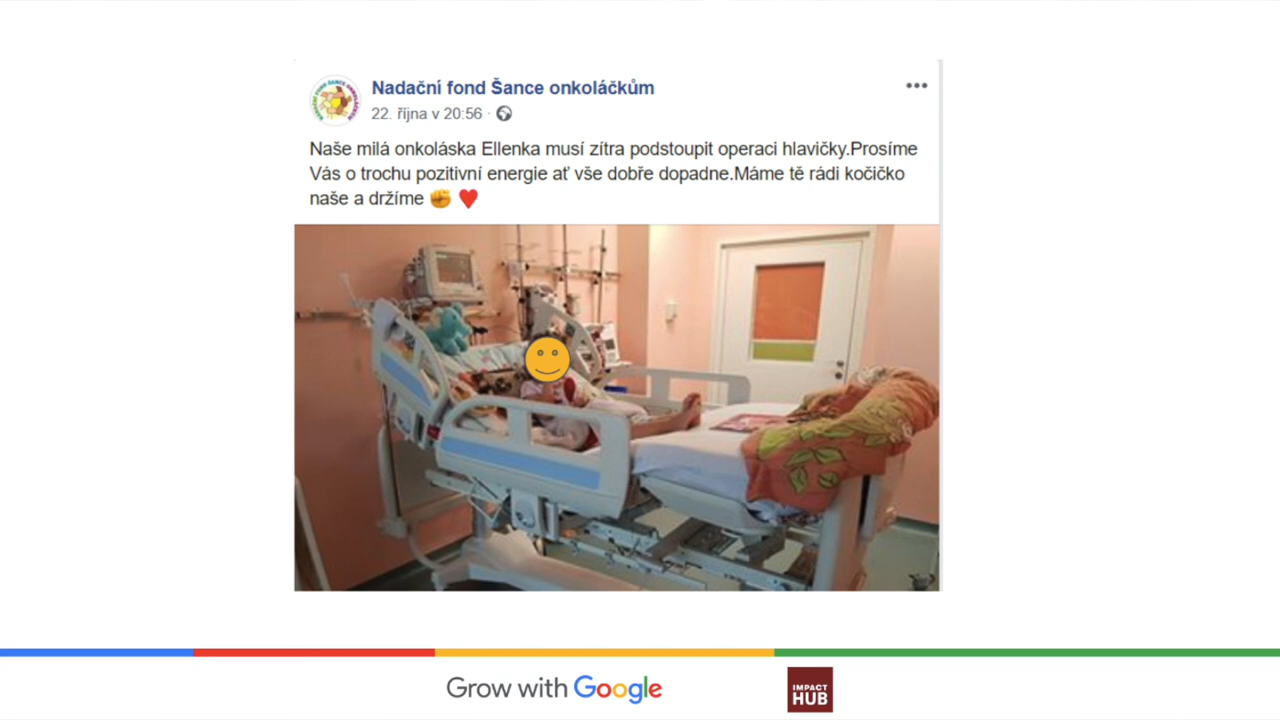 Nadační fond Šance onkoláčkům
22. října v 20:56 ·
Naše milá onkoláska Ellenka musí zítra podstoupit operaci hlavičky.Prosíme
Vás o trochu pozitivní energie ať vše dobře dopadne.Máme tě rádi kočičko
naše a držíme ✊ ❤
Grow with Google
IMPACT
HUB